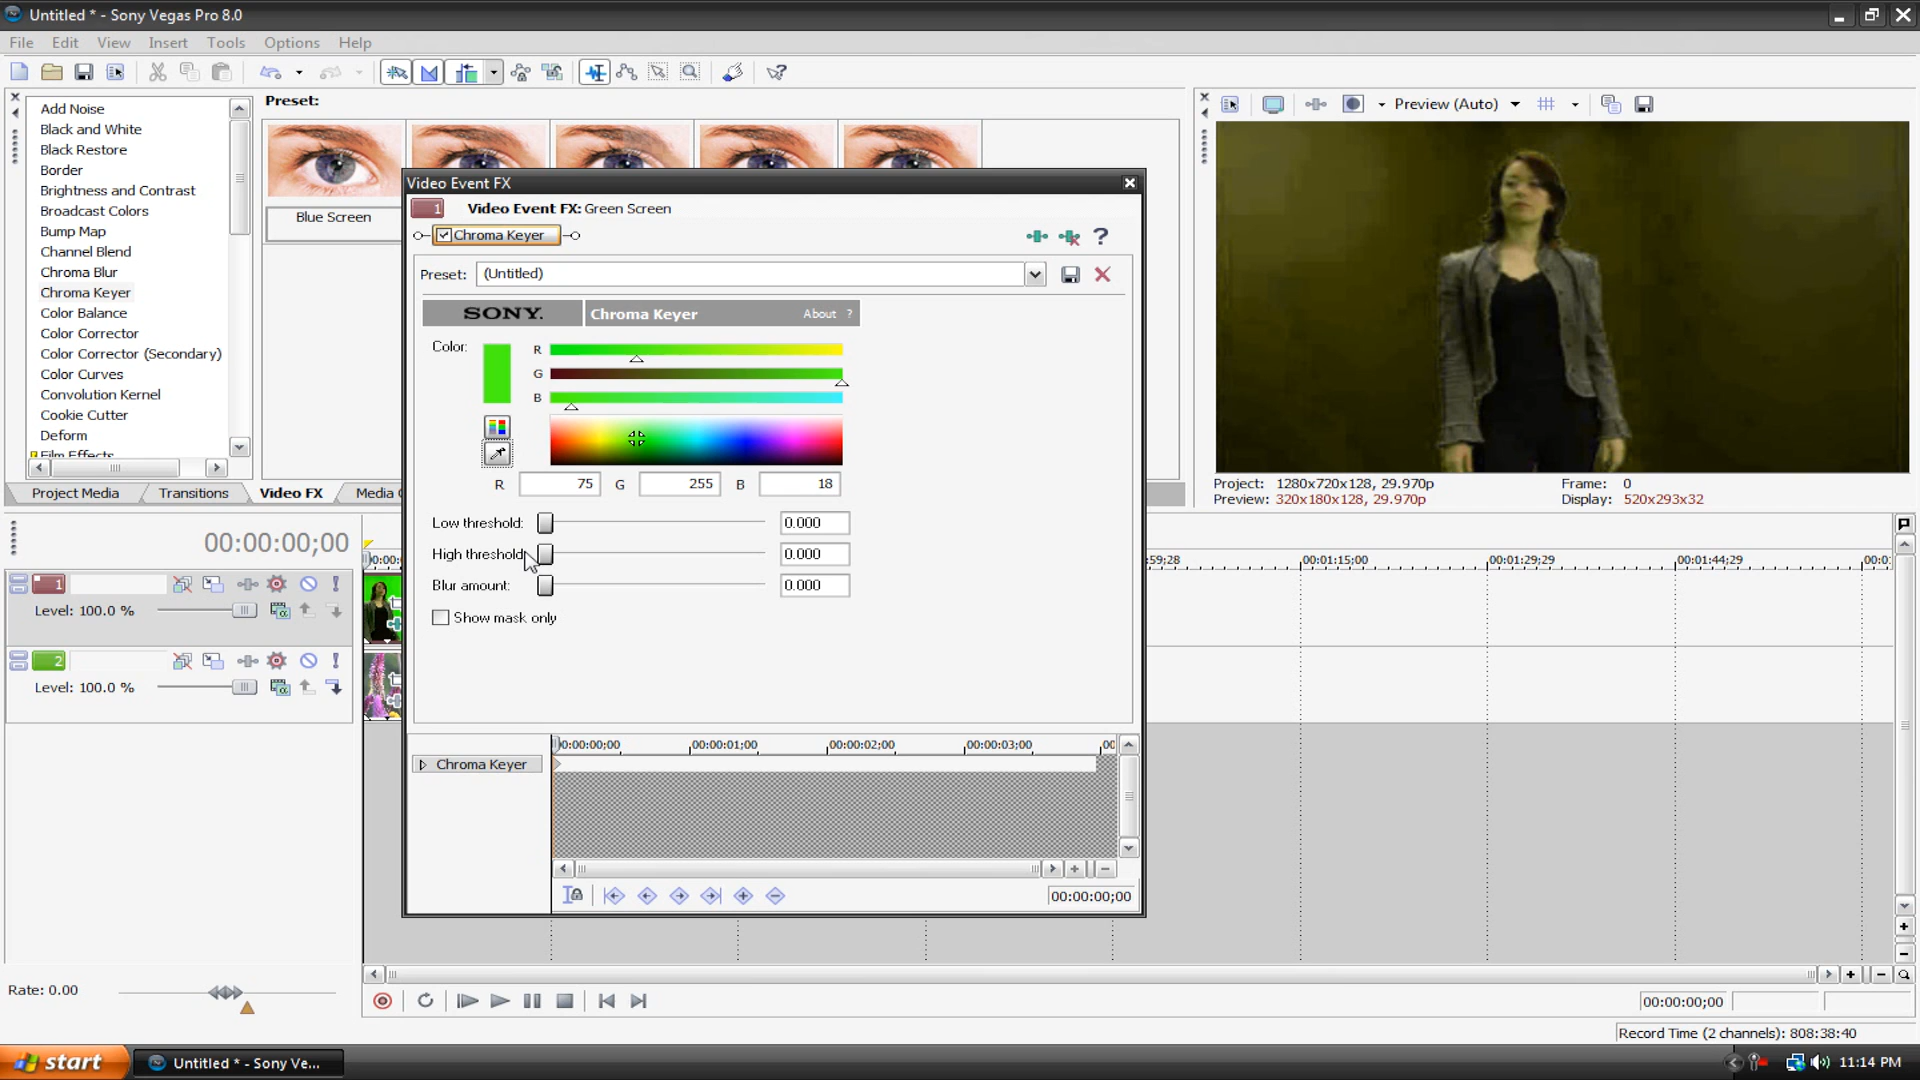 Untitled * - Sony Vegas Pro 8.0
File Edit View Insert Tools Options Help
Add Noise
Black and White
Black Restore
Border
Brightness and Contrast
Broadcast Colors
Bump Map
Channel Blend
Chroma Blur
Chroma Keyer
Color Balance
Color Corrector
Color Corrector (Secondary)
Color Curves
Convolution Kernel
Cookie Cutter
Deform
Film Effects
Preset:
Blue Screen
Project Media Transitions Video FX Media
Video Event FX
1 Video Event FX: Green Screen
Chroma Keyer
Preset: (Untitled)
SONY. Chroma Keyer About ?
Color:
R
G
B
R 75 G 255 B 18
Low threshold: 0.000
High threshold: 0.000
Blur amount: 0.000
Show mask only
00:00:00;00 00:00:01;00 00:00:02;00 00:00:03;00
Chroma Keyer
00:00:00;00
Preview (Auto)
Project: 1280x720x128, 29.970p
Preview: 320x180x128, 29.970p
Frame: 0
Display: 520x293x32
00:00:00;00
00:01:15;00 00:01:29;29 00:01:44;29
1
Level: 100.0 %
2
Level: 100.0 %
Rate: 0.00
00:00:00;00
Record Time (2 channels): 808:38:40
start Untitled * - Sony Ve... 11:14 PM